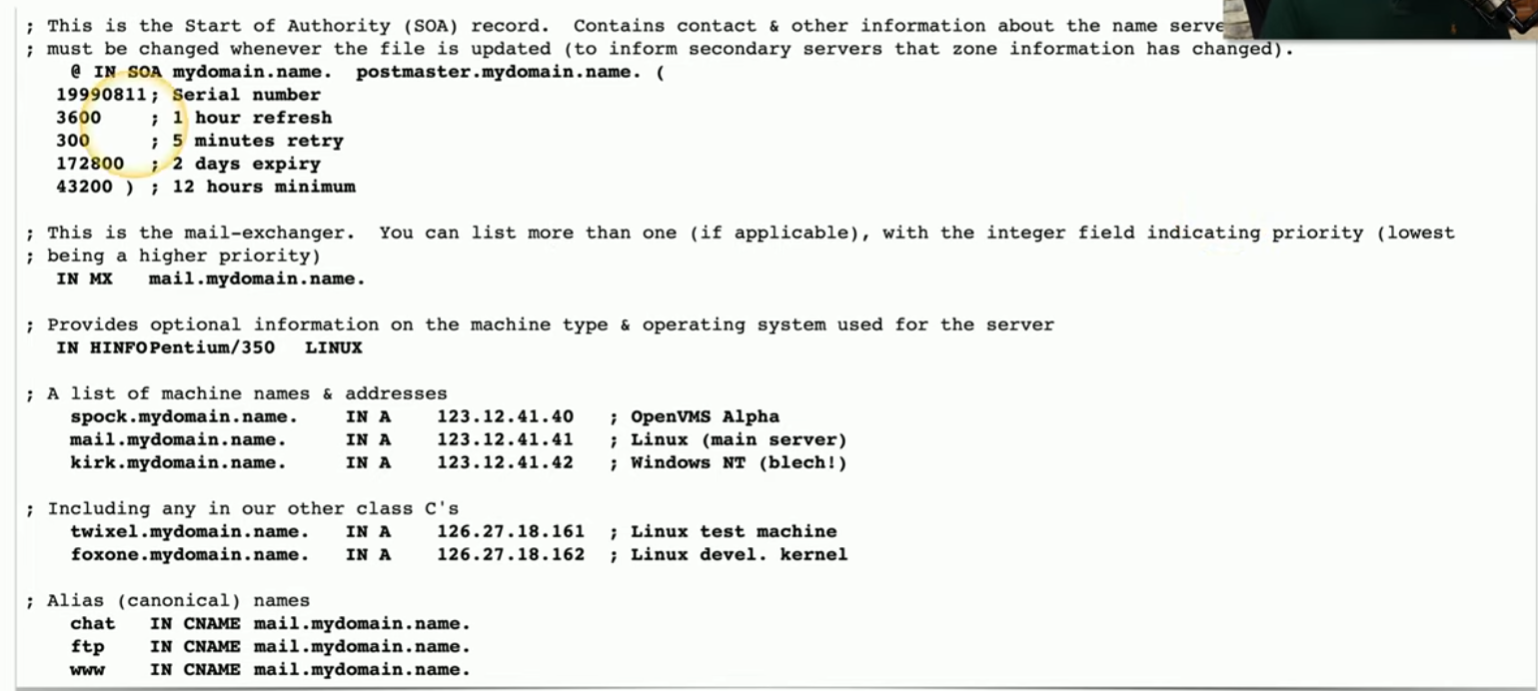 ; This is the Start of Authority (SOA) record.  Contains contact & other information about the name
; must be changed whenever the file is updated (to inform secondary servers that zone information has changed).
@ IN SOA mydomain.name.  postmaster.mydomain.name. (
19990811; Serial number
3600 ; 1 hour refresh
300 ; 5 minutes retry
172800 ; 2 days expiry
43200 ) ; 12 hours minimum
; This is the mail-exchanger.  You can list more than one (if applicable), with the integer field indicating priority (lowest
; being a higher priority)
IN MX mail.mydomain.name.
; Provides optional information on the machine type & operating system used for the server
IN HINFOPentium/350 LINUX
; A list of machine names & addresses
spock.mydomain.name. IN A 123.12.41.40 ; OpenVMS Alpha
mail.mydomain.name. IN A 123.12.41.41 ; Linux (main server)
kirk.mydomain.name. IN A 123.12.41.42 ; Windows NT (blech!)
; Including any in our other class C's
twixel.mydomain.name. IN A 126.27.18.161 ; Linux test machine
foxone.mydomain.name. IN A 126.27.18.162 ; Linux devel. kernel
; Alias (canonical) names
chat IN CNAME mail.mydomain.name.
ftp IN CNAME mail.mydomain.name.
www IN CNAME mail.mydomain.name.